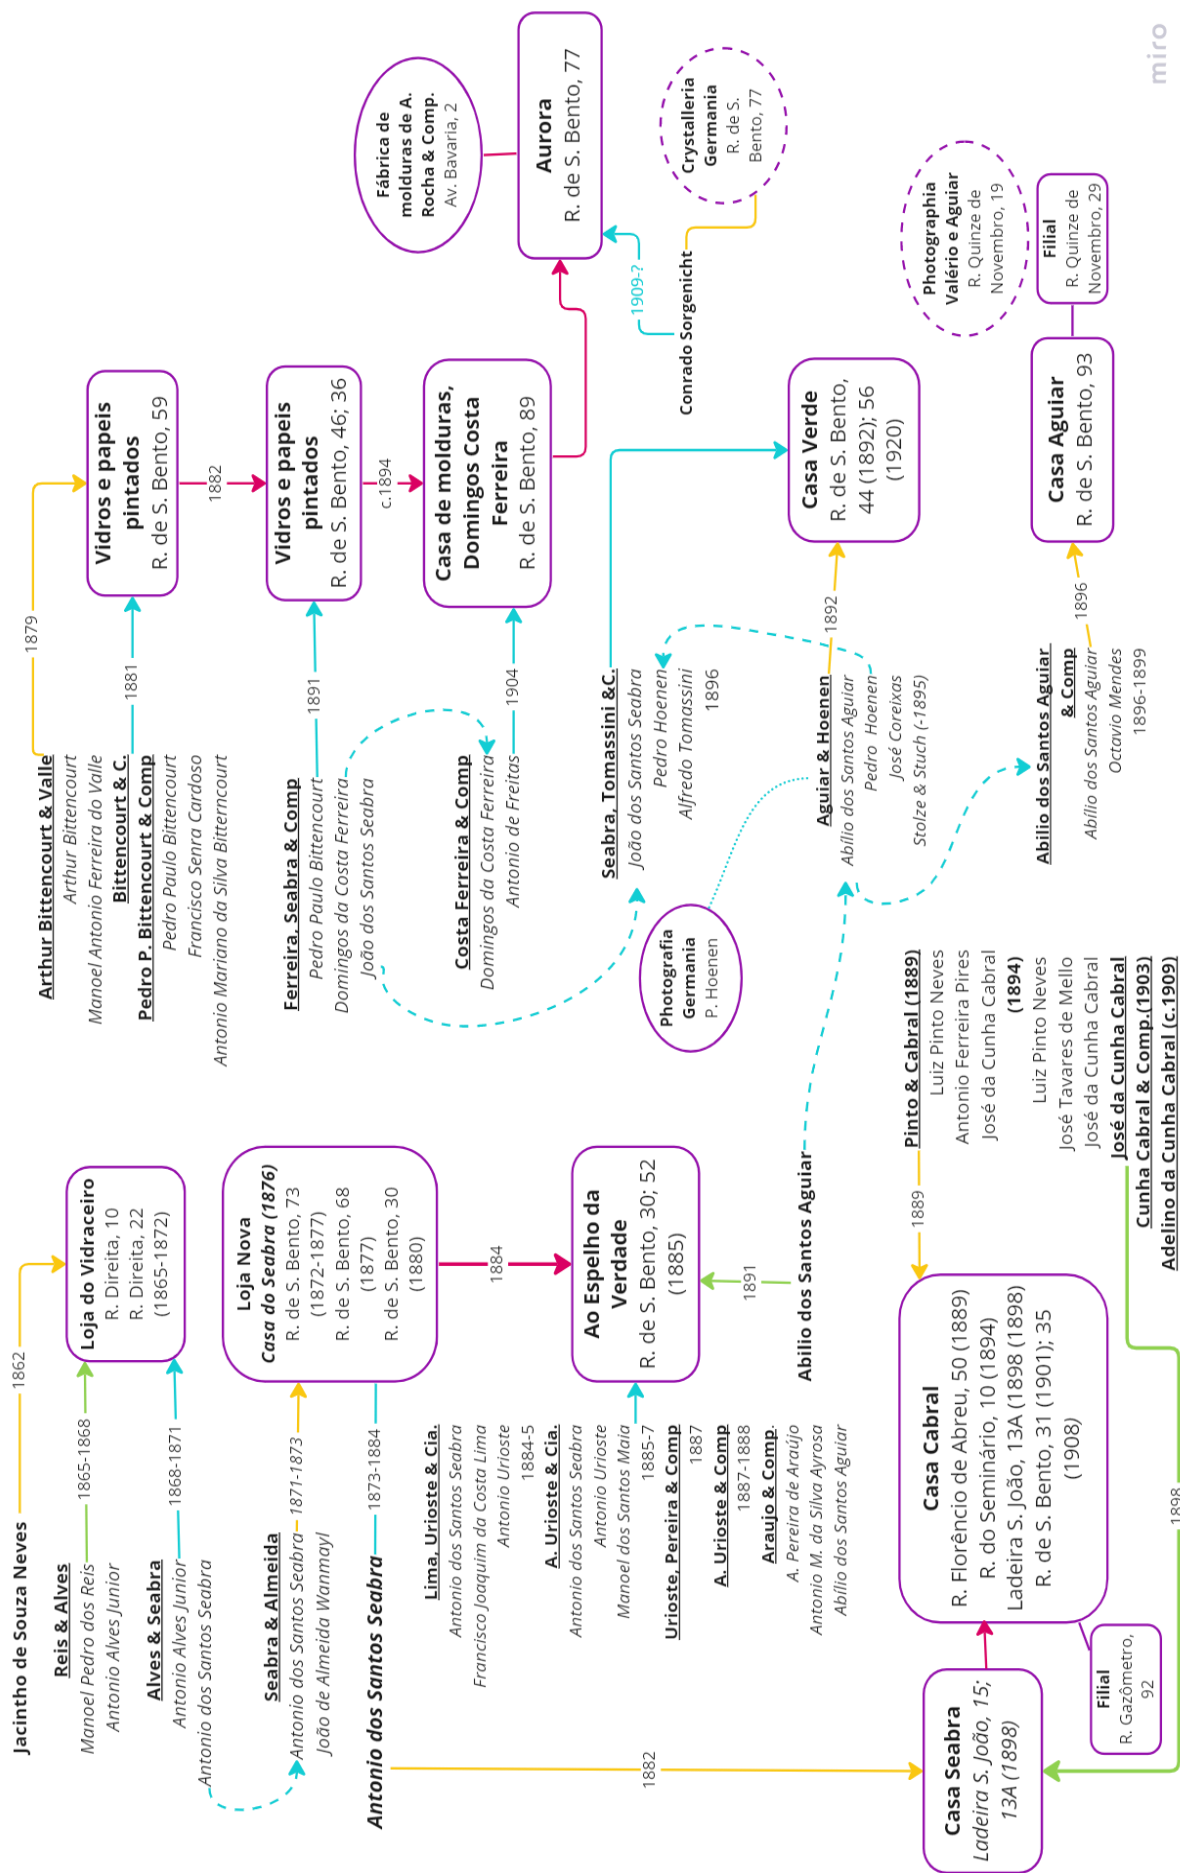 Jacintho de Souza Neves
1862
Reis & Alves
Manoel Pedro dos Reis
Antonio Alves Junior
1865-1868
Alves & Seabra
Antonio Alves Junior
Antonio dos Santos Seabra
1868-1871
Loja do Vidraceiro
R. Direita, 10
R. Direita, 22
(1865-1872)
Seabra & Almeida
Antonio dos Santos Seabra
João de Almeida Wanmayl
1871-1873
Antonio dos Santos Seabra
1873-1884
Loja Nova
Casa do Seabra (1876)
R. de S. Bento, 73
(1872-1877)
R. de S. Bento, 68
(1877)
R. de S. Bento, 30
(1880)
1884
Lima, Urioste & Cia.
Antonio dos Santos Seabra
Francisco Joaquim da Costa Lima
Antonio Urioste
1884-5
A. Urioste & Cia.
Antonio dos Santos Seabra
Antonio Urioste
Manoel dos Santos Maia
1885-7
Urioste, Pereira & Comp
1887
A. Urioste & Comp
1887-1888
Araujo & Comp.
A. Pereira de Araújo
Antonio M. da Silva Ayrosa
Abílio dos Santos Aguiar
Ao Espelho da
Verdade
R. de S. Bento, 30; 52
(1885)
1891
Abilio dos Santos Aguiar
1882
Casa Seabra
Ladeira S. João, 15;
13A (1898)
Casa Cabral
R. Florêncio de Abreu, 50 (1889)
R. do Seminário, 10 (1894)
Ladeira S. João, 13A (1898 (1898)
R. de S. Bento, 31 (1901); 35
(1908)
Filial
R. Gazômetro,
92
1889
Pinto & Cabral (1889)
Luiz Pinto Neves
Antonio Ferreira Pires
José da Cunha Cabral
(1894)
Luiz Pinto Neves
José Tavares de Mello
José da Cunha Cabral
José da Cunha Cabral
Cunha Cabral & Comp.(1903)
Adelino da Cunha Cabral (c.1909)
1898
Arthur Bittencourt & Valle
Arthur Bittencourt
Manoel Antonio Ferreira do Valle
1879
Bittencourt & C.
Pedro P. Bittencourt & Comp
Pedro Paulo Bittencourt
Francisco Senra Cardoso
Antonio Mariano da Silva Bitterncourt
1881
Vidros e papeis
pintados
R. de S. Bento, 59
1882
Ferreira, Seabra & Comp
Pedro Paulo Bittencourt
Domingos da Costa Ferreira
João dos Santos Seabra
1891
Vidros e papeis
pintados
R. de S. Bento, 46; 36
c.1894
Costa Ferreira & Comp
Domingos da Costa Ferreira
Antonio de Freitas
1904
Casa de molduras,
Domingos Costa
Ferreira
R. de S. Bento, 89
Fábrica de
molduras de A.
Rocha & Comp.
Av. Bavaria, 2
Aurora
R. de S. Bento, 77
1909-?
Conrado Sorgenicht
Crystalleria
Germania
R. de S.
Bento, 77
Seabra, Tomassini &C.
João dos Santos Seabra
Pedro Hoenen
Alfredo Tomassini
1896
Photografia
Germania
P. Hoenen
Aguiar & Hoenen
Abílio dos Santos Aguiar
Pedro Hoenen
José Coreixas
Stolze & Stuch (-1895)
1892
Casa Verde
R. de S. Bento,
44 (1892); 56
(1920)
Abilio dos Santos Aguiar
& Comp
Abílio dos Santos Aguiar
Octavio Mendes
1896-1899
1896
Casa Aguiar
R. de S. Bento, 93
Photographia
Valério e Aguiar
R. Quinze de
Novembro, 19
Filial
R. Quinze de
Novembro, 29
miro